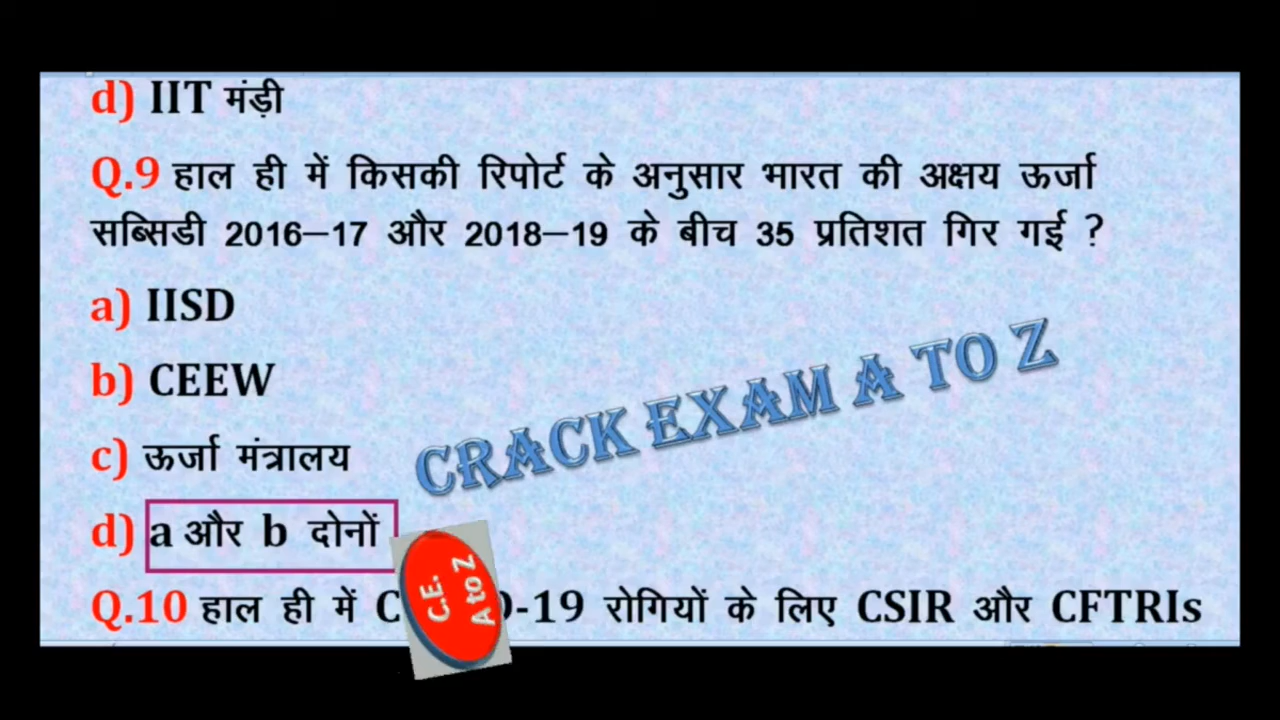 d) IIT मंड़ी
Q.9 हाल ही में किसकी रिपोर्ट के अनुसार भारत की अक्षय ऊर्जा
सब्सिडी 2016–17 और 2018–19 के बीच 35 प्रतिशत गिर गई ?
a) IISD
b) CEEW
CRACK EXAM A TO Z
c) ऊर्जा मंत्रालय
d) a और b दोनों
C.E.
A to Z
Q.10 हाल ही में C D-19 रोगियों के लिए CSIR और CFTRIs